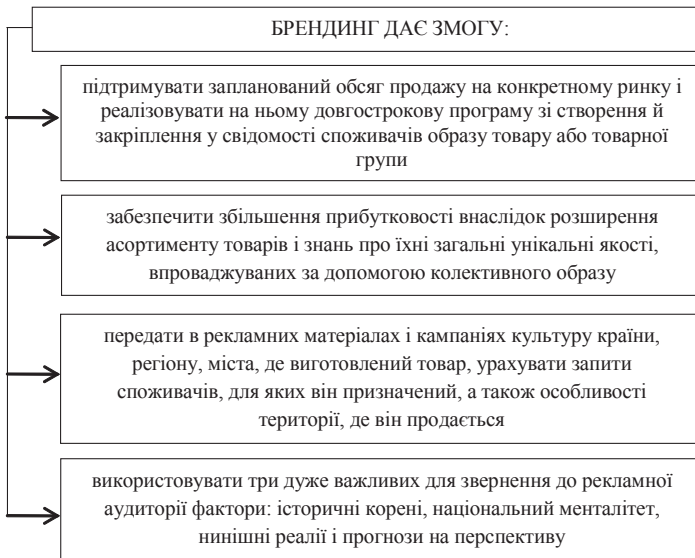 БРЕНДИНГ ДАЄ ЗМОГУ:
підтримувати запланований обсяг продажу на конкретному ринку і
реалізовувати на ньому довгострокову програму зі створення й
закріплення у свідомості споживачів образу товару або товарної
групи
забезпечити збільшення прибутковості внаслідок розширення
асортименту товарів і знань про їхні загальні унікальні якості,
впроваджуваних за допомогою колективного образу
передати в рекламних матеріалах і кампаніях культуру країни,
регіону, міста, де виготовлений товар, урахувати запити
споживачів, для яких він призначений, а також особливості
території, де він продається
використовувати три дуже важливих для звернення до рекламної
аудиторії фактори: історичні корені, національний менталітет,
нинішні реалії і прогнози на перспективу